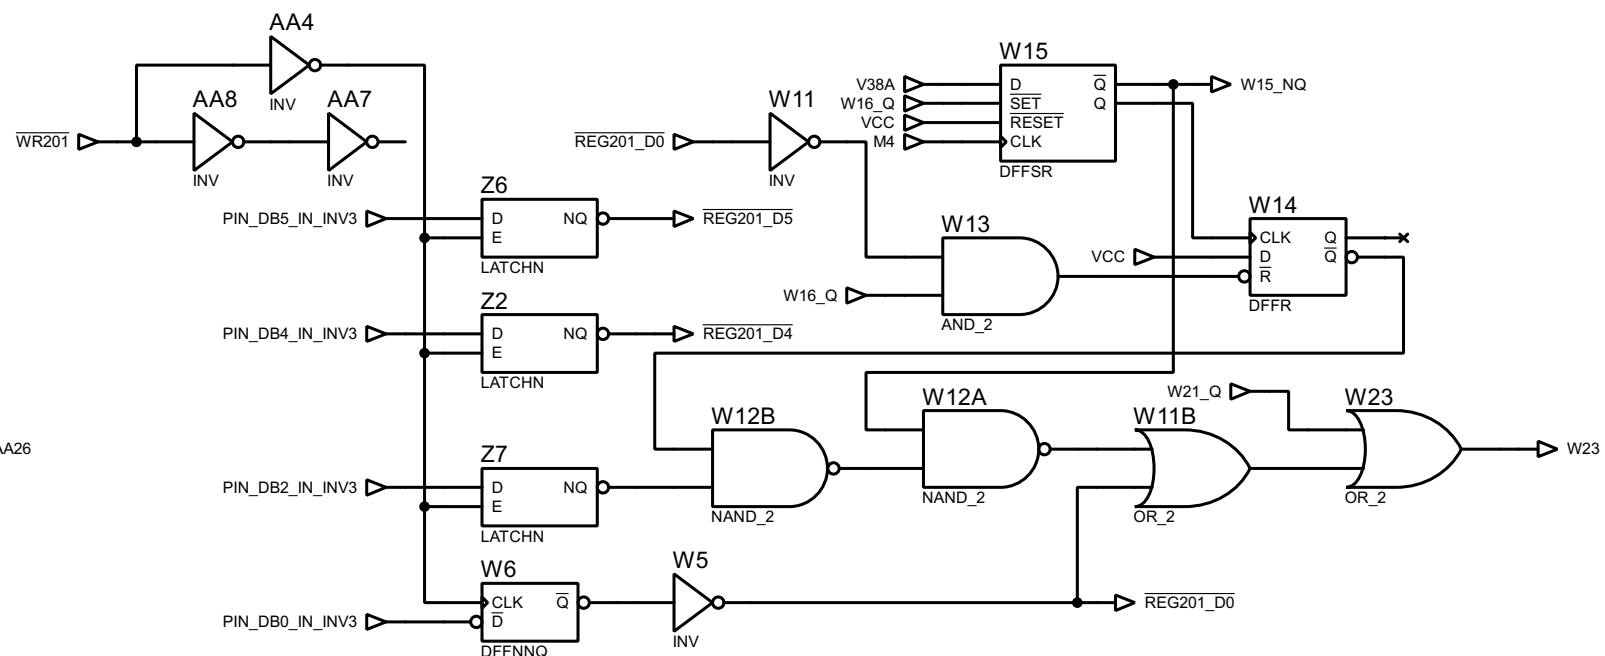 AA4
INV
AA8
AA7
WR201
INV
INV
Z6
PIN_DB5_IN_INV3
D
NQ
E
REG201_D5
LATCHN
Z2
PIN_DB4_IN_INV3
D
NQ
E
REG201_D4
LATCHN
AA26
Z7
PIN_DB2_IN_INV3
D
NQ
E
LATCHN
W6
CLK
Q
D
PIN_DB0_IN_INV3
DFFNNQ
W5
INV
REG201_D0
W11
REG201_D0
INV
W15
V38A
W16_Q
VCC
M4
D
Q
SET
Q
RESET
CLK
DFFSR
W15_NQ
W13
W16_Q
AND_2
W14
VCC
CLK
Q
D
Q
R
DFFR
W12B
NAND_2
W12A
NAND_2
W11B
OR_2
W21_Q
W23
OR_2
W23